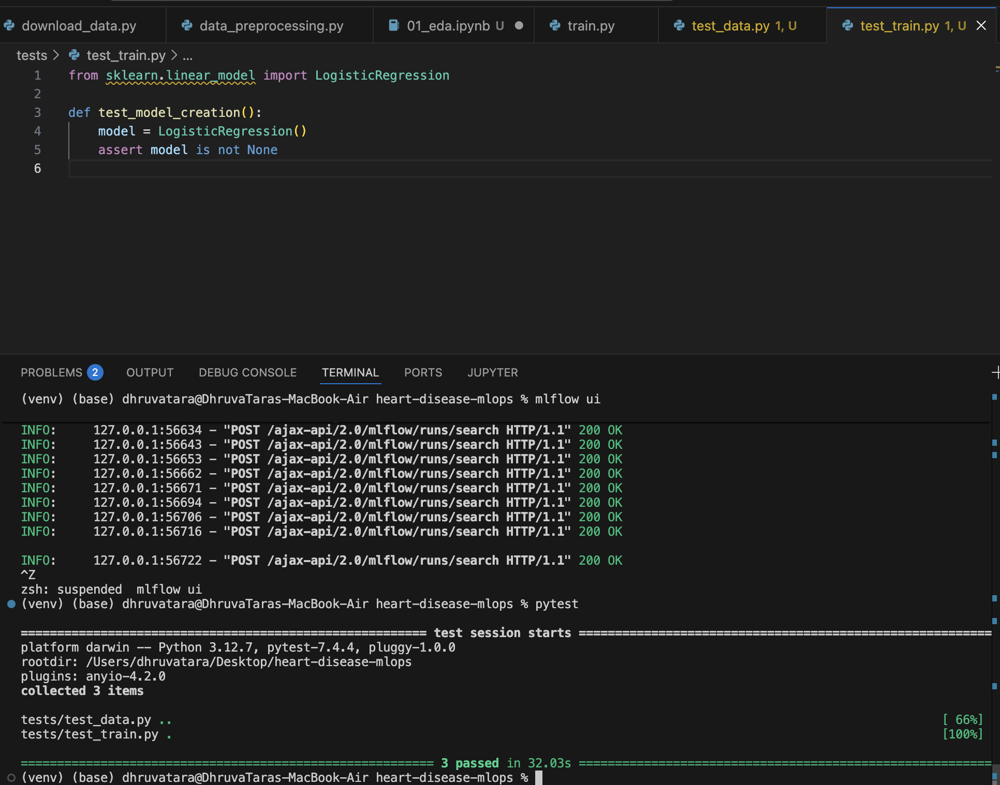 download_data.py data_preprocessing.py 01_eda.ipynb U train.py test_data.py 1, U test_train.py 1, U
tests > test_train.py > ...
1 from sklearn.linear_model import LogisticRegression
2
3 def test_model_creation():
4     model = LogisticRegression()
5     assert model is not None
6
PROBLEMS 2 OUTPUT DEBUG CONSOLE TERMINAL PORTS JUPYTER
(venv) (base) dhruvatara@DhruvaTaras-MacBook-Air heart-disease-mlops % mlflow ui
INFO:     127.0.0.1:56634 - "POST /ajax-api/2.0/mlflow/runs/search HTTP/1.1" 200 OK
INFO:     127.0.0.1:56643 - "POST /ajax-api/2.0/mlflow/runs/search HTTP/1.1" 200 OK
INFO:     127.0.0.1:56653 - "POST /ajax-api/2.0/mlflow/runs/search HTTP/1.1" 200 OK
INFO:     127.0.0.1:56662 - "POST /ajax-api/2.0/mlflow/runs/search HTTP/1.1" 200 OK
INFO:     127.0.0.1:56671 - "POST /ajax-api/2.0/mlflow/runs/search HTTP/1.1" 200 OK
INFO:     127.0.0.1:56694 - "POST /ajax-api/2.0/mlflow/runs/search HTTP/1.1" 200 OK
INFO:     127.0.0.1:56706 - "POST /ajax-api/2.0/mlflow/runs/search HTTP/1.1" 200 OK
INFO:     127.0.0.1:56716 - "POST /ajax-api/2.0/mlflow/runs/search HTTP/1.1" 200 OK
INFO:     127.0.0.1:56722 - "POST /ajax-api/2.0/mlflow/runs/search HTTP/1.1" 200 OK
^Z
zsh: suspended  mlflow ui
(venv) (base) dhruvatara@DhruvaTaras-MacBook-Air heart-disease-mlops % pytest
======================================================== test session starts =========================================================
platform darwin -- Python 3.12.7, pytest-7.4.4, pluggy-1.0.0
rootdir: /Users/dhruvatara/Desktop/heart-disease-mlops
plugins: anyio-4.2.0
collected 3 items
tests/test_data.py .. [ 66%]
tests/test_train.py . [100%]
========================================================= 3 passed in 32.03s =========================================================
(venv) (base) dhruvatara@DhruvaTaras-MacBook-Air heart-disease-mlops %